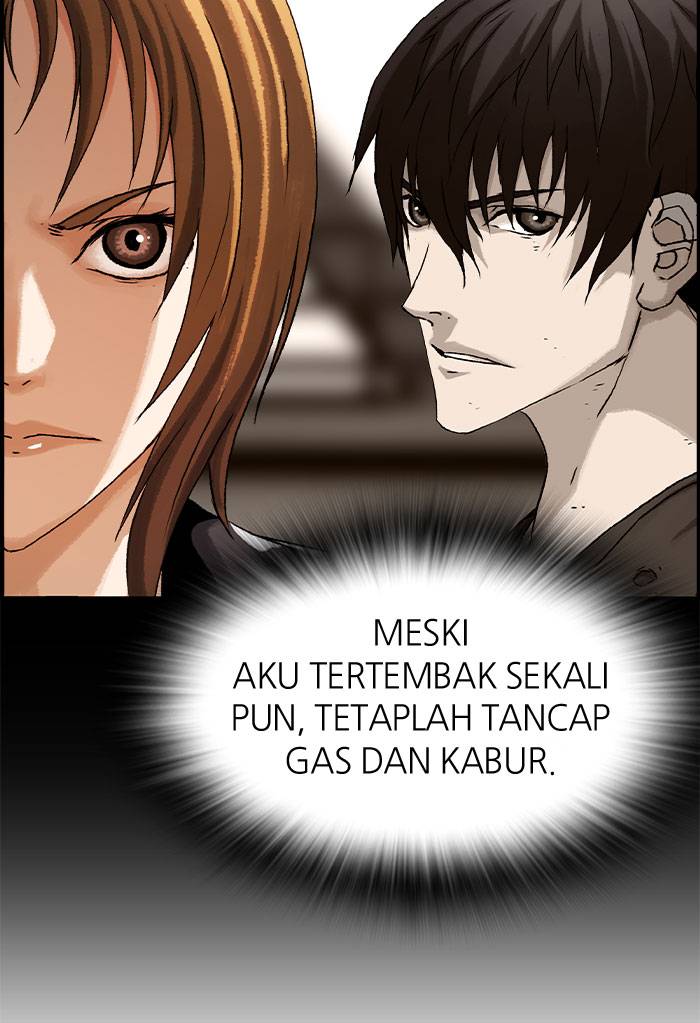 MESKI
AKU TERTEMBAK SEKALI
PUN, TETAPLAH TANCAP
GAS DAN KABUR.